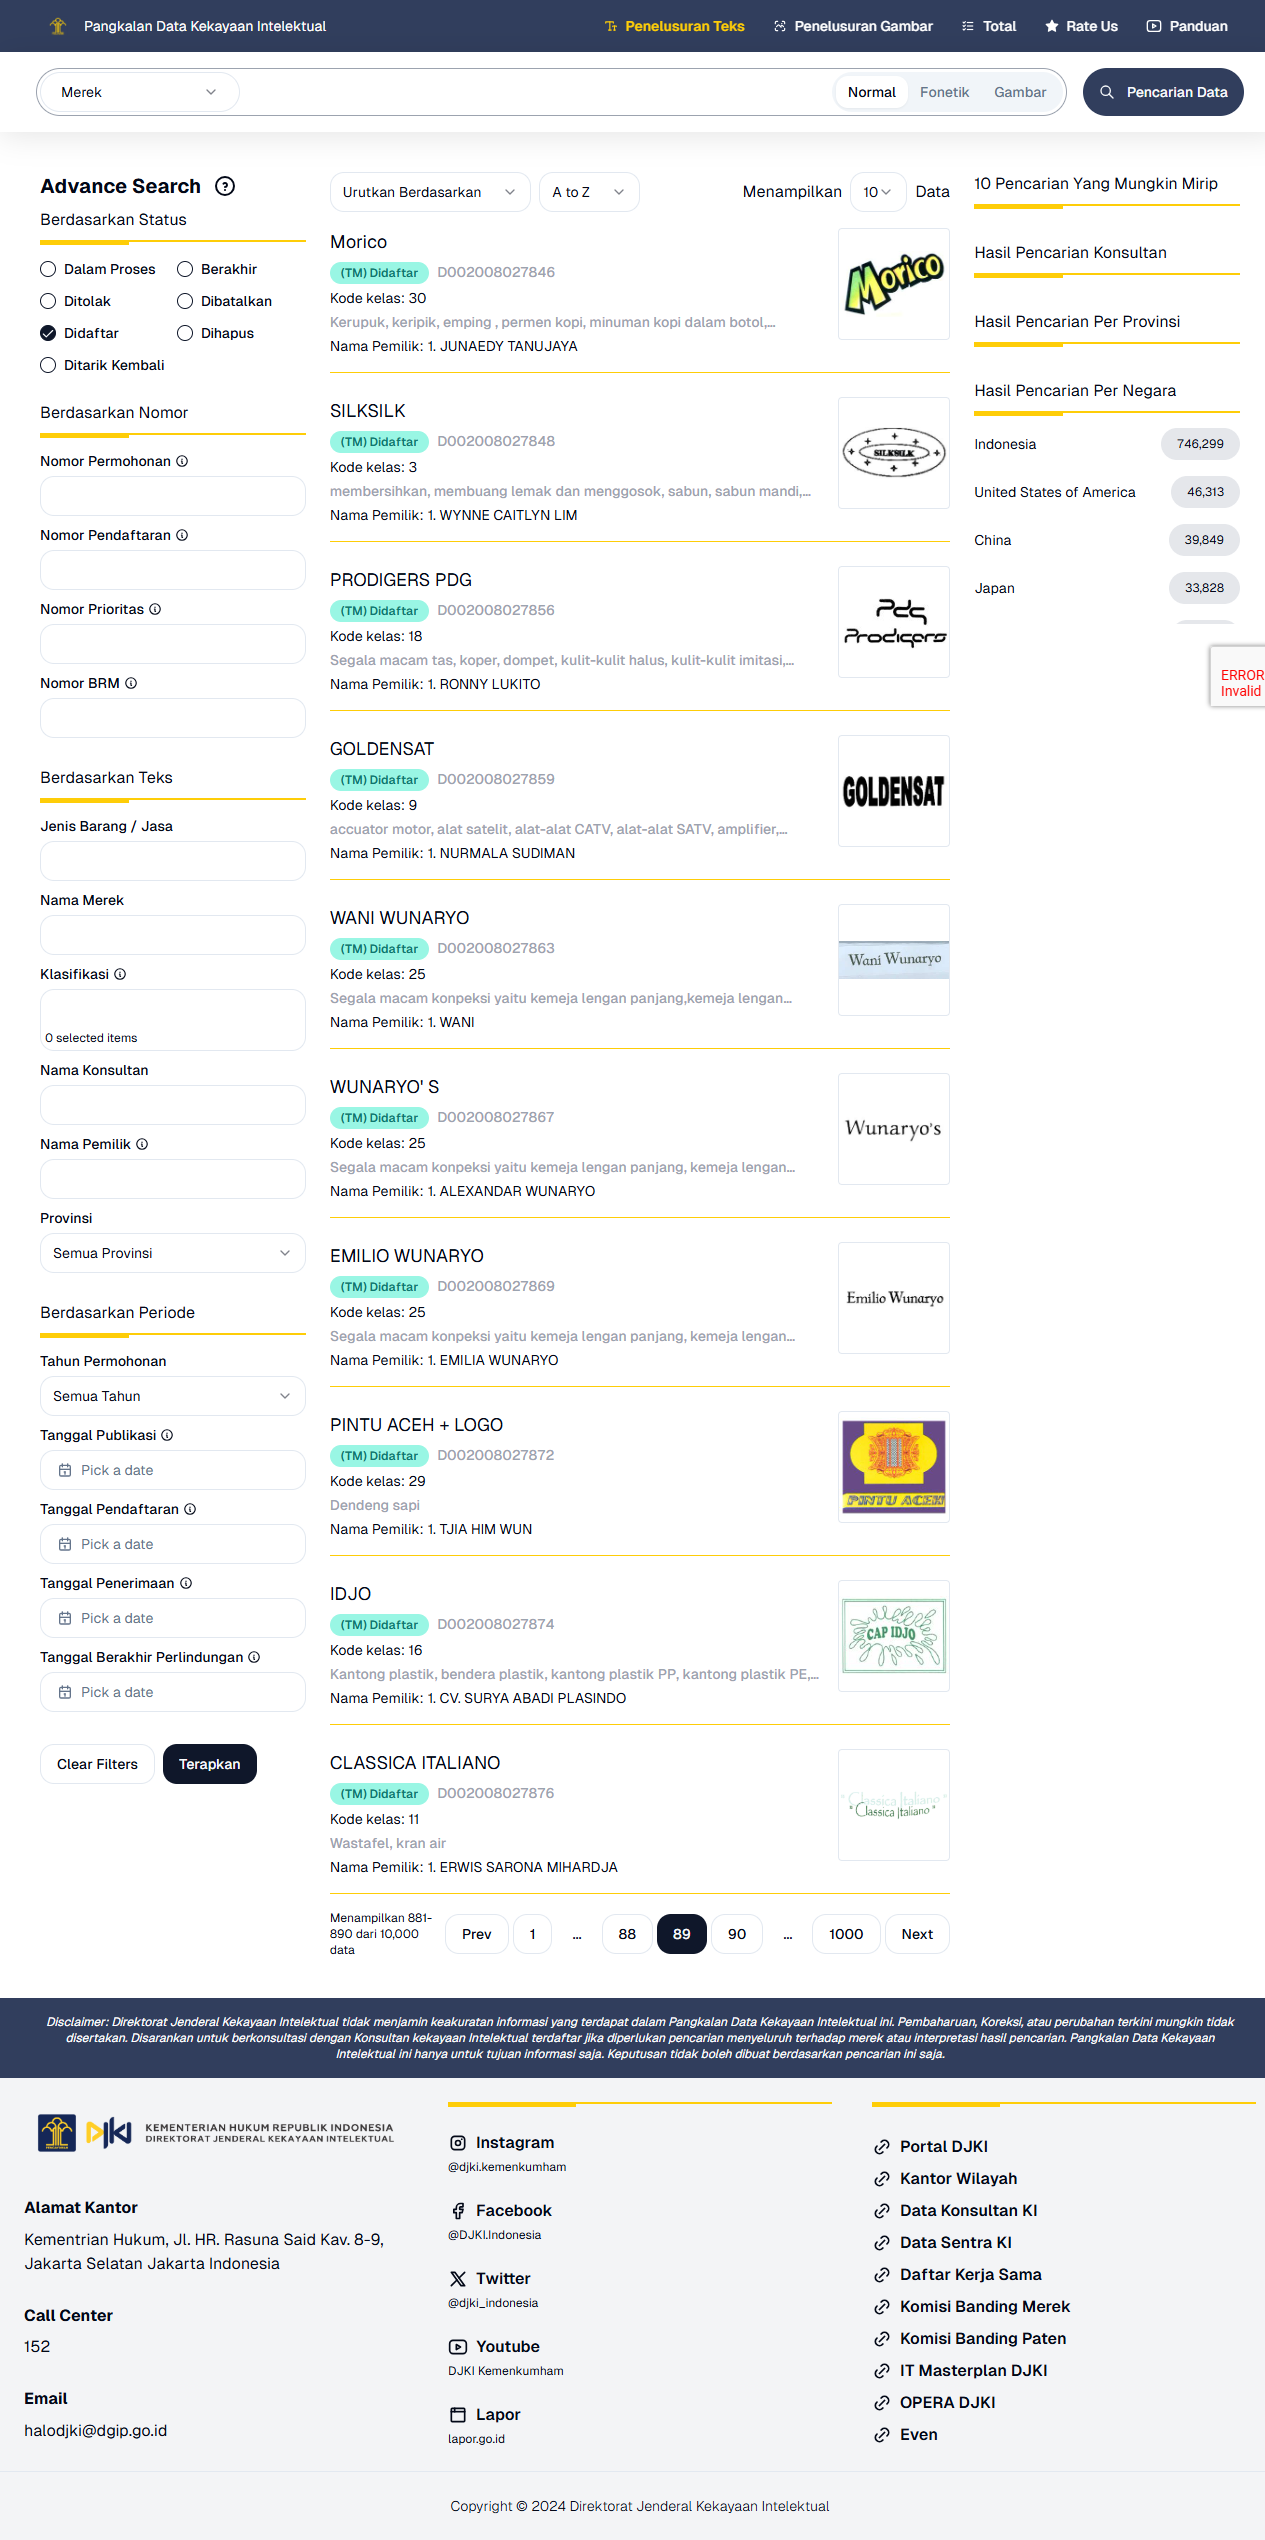 Pangkalan Data Kekayaan Intelektual
Penelusuran Teks
Penelusuran Gambar
Total
Rate Us
Panduan
Merek
Normal
Fonetik
Gambar
Pencarian Data
Advance Search
Berdasarkan Status
Dalam Proses
Berakhir
Ditolak
Dibatalkan
Didaftar
Dihapus
Ditarik Kembali
Berdasarkan Nomor
Nomor Permohonan
Nomor Pendaftaran
Nomor Prioritas
Nomor BRM
Berdasarkan Teks
Jenis Barang / Jasa
Nama Merek
Klasifikasi
0 selected items
Nama Konsultan
Nama Pemilik
Provinsi
Semua Provinsi
Berdasarkan Periode
Tahun Permohonan
Semua Tahun
Tanggal Publikasi
Pick a date
Tanggal Pendaftaran
Pick a date
Tanggal Penerimaan
Pick a date
Tanggal Berakhir Perlindungan
Pick a date
Clear Filters
Terapkan
Urutkan Berdasarkan
A to Z
Menampilkan 10 Data
Morico
(TM) Didaftar D002008027846
Kode kelas: 30
Kerupuk, keripik, emping , permen kopi, minuman kopi dalam botol,...
Nama Pemilik: 1. JUNAEDY TANUJAYA
Morico
SILKSILK
(TM) Didaftar D002008027848
Kode kelas: 3
membersihkan, membuang lemak dan menggosok, sabun, sabun mandi,...
Nama Pemilik: 1. WYNNE CAITLYN LIM
SILKSILK
PRODIGERS PDG
(TM) Didaftar D002008027856
Kode kelas: 18
Segala macam tas, koper, dompet, kulit-kulit halus, kulit-kulit imitasi,...
Nama Pemilik: 1. RONNY LUKITO
Pdg
Prodigers
GOLDENSAT
(TM) Didaftar D002008027859
Kode kelas: 9
accuator motor, alat satelit, alat-alat CATV, alat-alat SATV, amplifier,...
Nama Pemilik: 1. NURMALA SUDIMAN
GOLDENSAT
WANI WUNARYO
(TM) Didaftar D002008027863
Kode kelas: 25
Segala macam konpeksi yaitu kemeja lengan panjang,kemeja lengan...
Nama Pemilik: 1. WANI
Wani Wunaryo
WUNARYO' S
(TM) Didaftar D002008027867
Kode kelas: 25
Segala macam konpeksi yaitu kemeja lengan panjang, kemeja lengan...
Nama Pemilik: 1. ALEXANDAR WUNARYO
Wunaryo's
EMILIO WUNARYO
(TM) Didaftar D002008027869
Kode kelas: 25
Segala macam konpeksi yaitu kemeja lengan panjang, kemeja lengan...
Nama Pemilik: 1. EMILIA WUNARYO
Emilio Wunaryo
PINTU ACEH + LOGO
(TM) Didaftar D002008027872
Kode kelas: 29
Dendeng sapi
Nama Pemilik: 1. TJIA HIM WUN
PINTU ACEH
IDJO
(TM) Didaftar D002008027874
Kode kelas: 16
Kantong plastik, bendera plastik, kantong plastik PP, kantong plastik PE,...
Nama Pemilik: 1. CV. SURYA ABADI PLASINDO
CAP IDJO
CLASSICA ITALIANO
(TM) Didaftar D002008027876
Kode kelas: 11
Wastafel, kran air
Nama Pemilik: 1. ERWIS SARONA MIHARDJA
" Classica Italiano "
" Classica Italiano "
Menampilkan 881-
890 dari 10,000
data
Prev 1 ... 88 89 90 ... 1000 Next
10 Pencarian Yang Mungkin Mirip
Hasil Pencarian Konsultan
Hasil Pencarian Per Provinsi
Hasil Pencarian Per Negara
Indonesia 746,299
United States of America 46,313
China 39,849
Japan 33,828
ERROR
Invalid
Disclaimer: Direktorat Jenderal Kekayaan Intelektual tidak menjamin keakuratan informasi yang terdapat dalam Pangkalan Data Kekayaan Intelektual ini. Pembaharuan, Koreksi, atau perubahan terkini mungkin tidak
disertakan. Disarankan untuk berkonsultasi dengan Konsultan kekayaan Intelektual terdaftar jika diperlukan pencarian menyeluruh terhadap merek atau interpretasi hasil pencarian. Pangkalan Data Kekayaan
Intelektual ini hanya untuk tujuan informasi saja. Keputusan tidak boleh dibuat berdasarkan pencarian ini saja.
KEMENTERIAN HUKUM REPUBLIK INDONESIA
DIREKTORAT JENDERAL KEKAYAAN INTELEKTUAL
Alamat Kantor
Kementrian Hukum, Jl. HR. Rasuna Said Kav. 8-9,
Jakarta Selatan Jakarta Indonesia
Call Center
152
Email
halodjki@dgip.go.id
Instagram
@djki.kemenkumham
Facebook
@DJKI.Indonesia
Twitter
@djki_indonesia
Youtube
DJKI Kemenkumham
Lapor
lapor.go.id
Portal DJKI
Kantor Wilayah
Data Konsultan KI
Data Sentra KI
Daftar Kerja Sama
Komisi Banding Merek
Komisi Banding Paten
IT Masterplan DJKI
OPERA DJKI
Even
Copyright © 2024 Direktorat Jenderal Kekayaan Intelektual